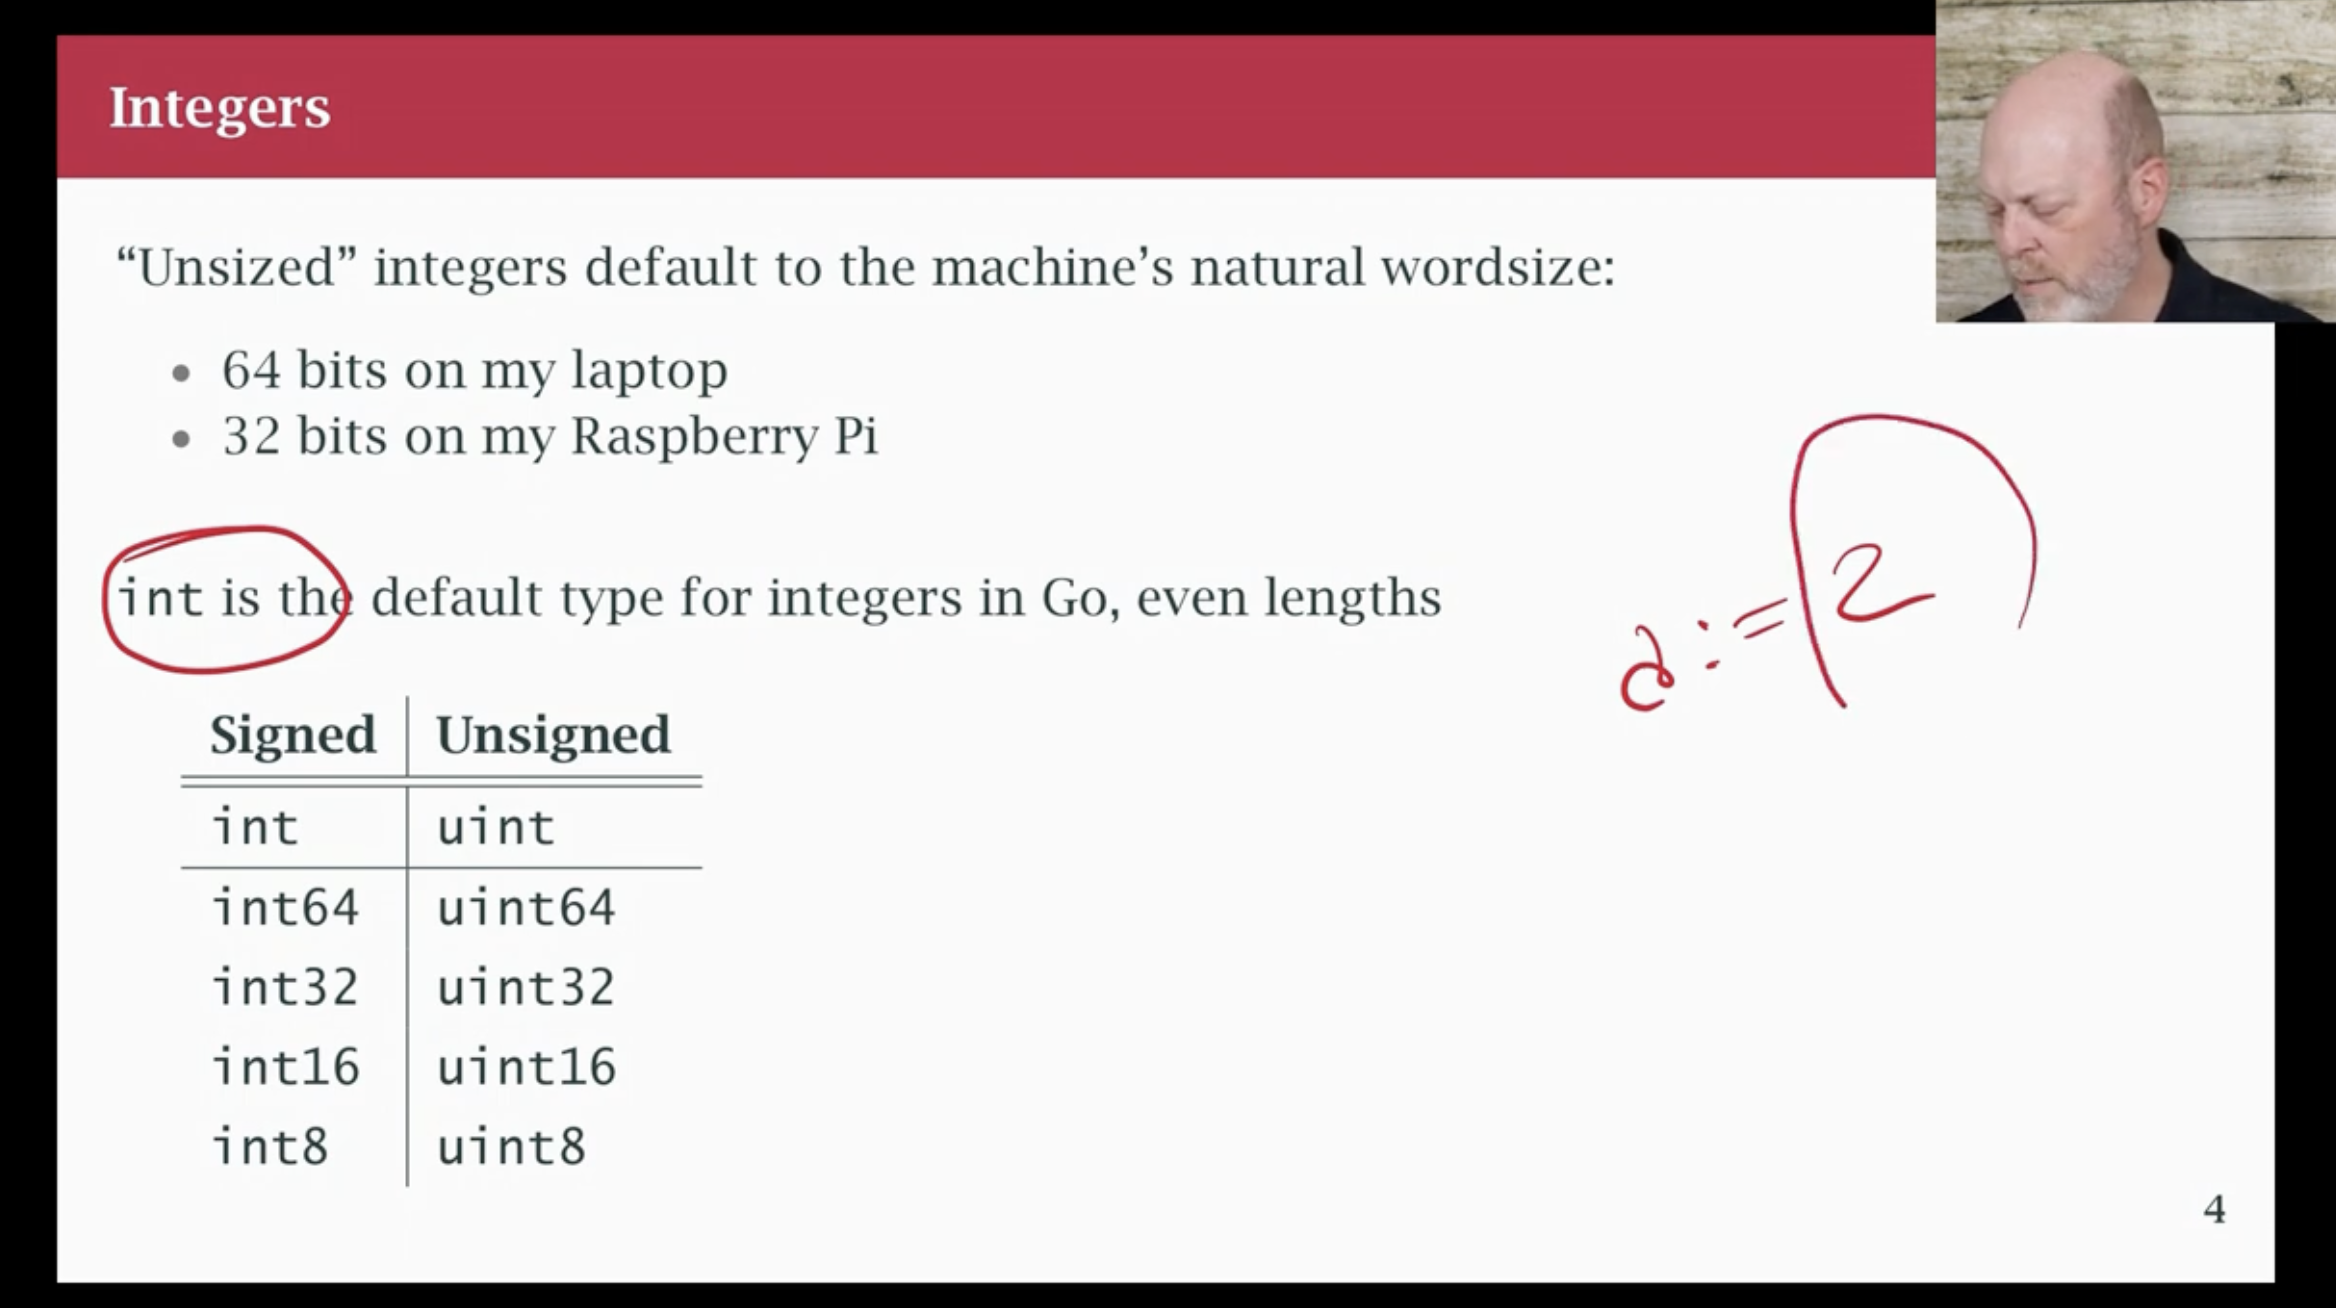 Integers
“Unsized” integers default to the machine’s natural wordsize:
• 64 bits on my laptop
• 32 bits on my Raspberry Pi
int is the default type for integers in Go, even lengths
a := 2
Signed Unsigned
int uint
int64 uint64
int32 uint32
int16 uint16
int8 uint8
4